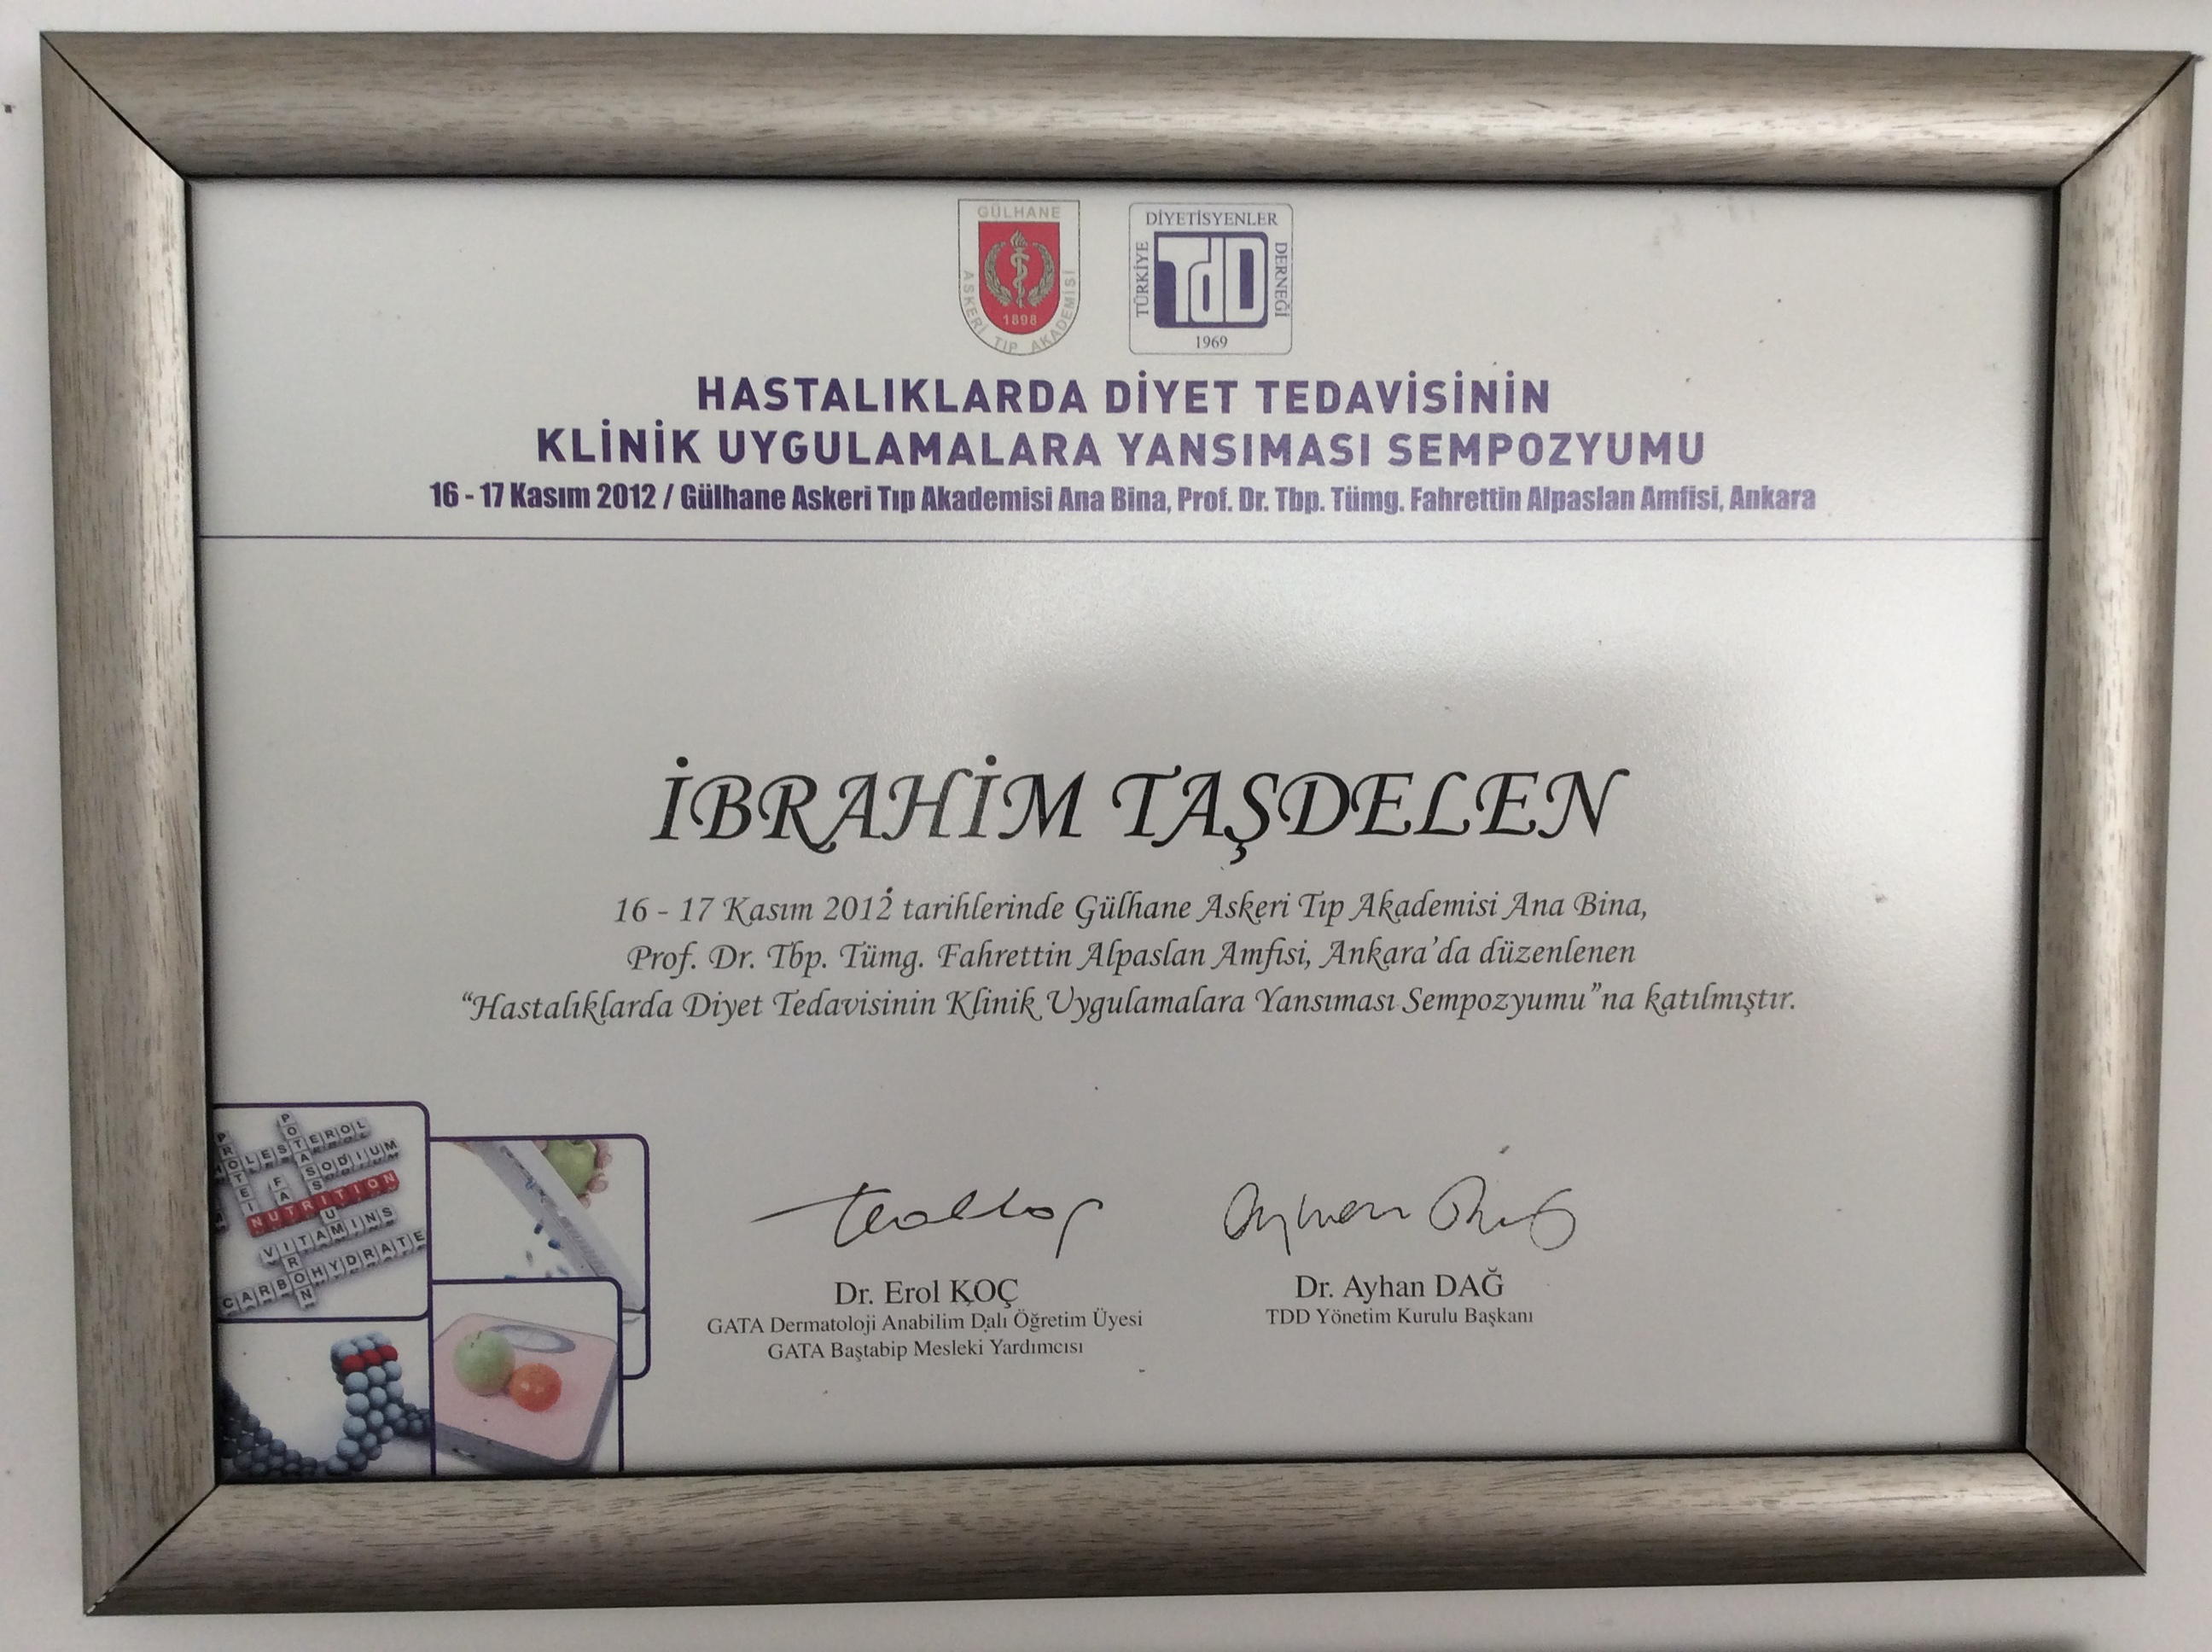 GÜLHANE
ASKERİ TIP AKADEMİSİ
1898
DİYETİSYENLER
TÜRKİYE
TdD
DERNEĞİ
1969
HASTALIKLARDA DİYET TEDAVİSİNİN
KLİNİK UYGULAMALARA YANSIMASI SEMPOZYUMU
16 - 17 Kasım 2012 / Gülhane Askeri Tıp Akademisi Ana Bina, Prof. Dr. Tbp. Tümg. Fahrettin Alpaslan Amfisi, Ankara
İBRAHİM TAŞDELEN
16 - 17 Kasım 2012 tarihlerinde Gülhane Askeri Tıp Akademisi Ana Bina,
Prof. Dr. Tbp. Tümg. Fahrettin Alpaslan Amfisi, Ankara'da düzenlenen
“Hastalıklarda Diyet Tedavisinin Klinik Uygulamalara Yansıması Sempozyumu”na katılmıştır.
Dr. Erol KOÇ
GATA Dermatoloji Anabilim Dalı Öğretim Üyesi
GATA Baştabip Mesleki Yardımcısı
Dr. Ayhan DAĞ
TDD Yönetim Kurulu Başkanı
HOLESTEROL
SODIUM
FA
NUTRITION
VITAMINS
CARBOHYDRATE